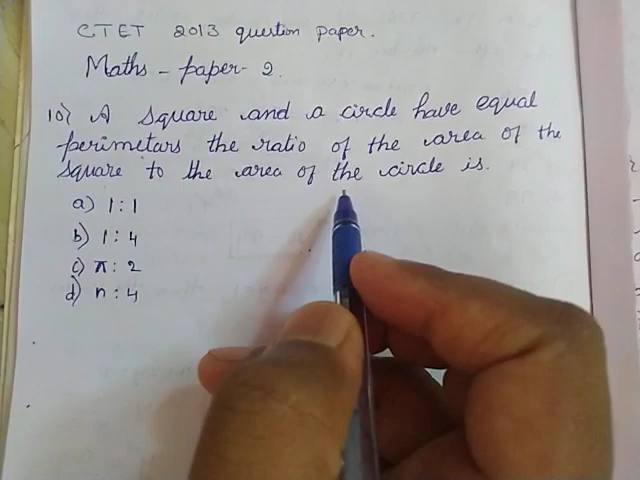 CTET 2013 question paper.
Maths - paper- 2.
10) A square and a circle have equal
perimetars the ratio of the area of the
square to the area of the circle is.
a) 1:1
b) 1:4
c) π:2
d) n:4